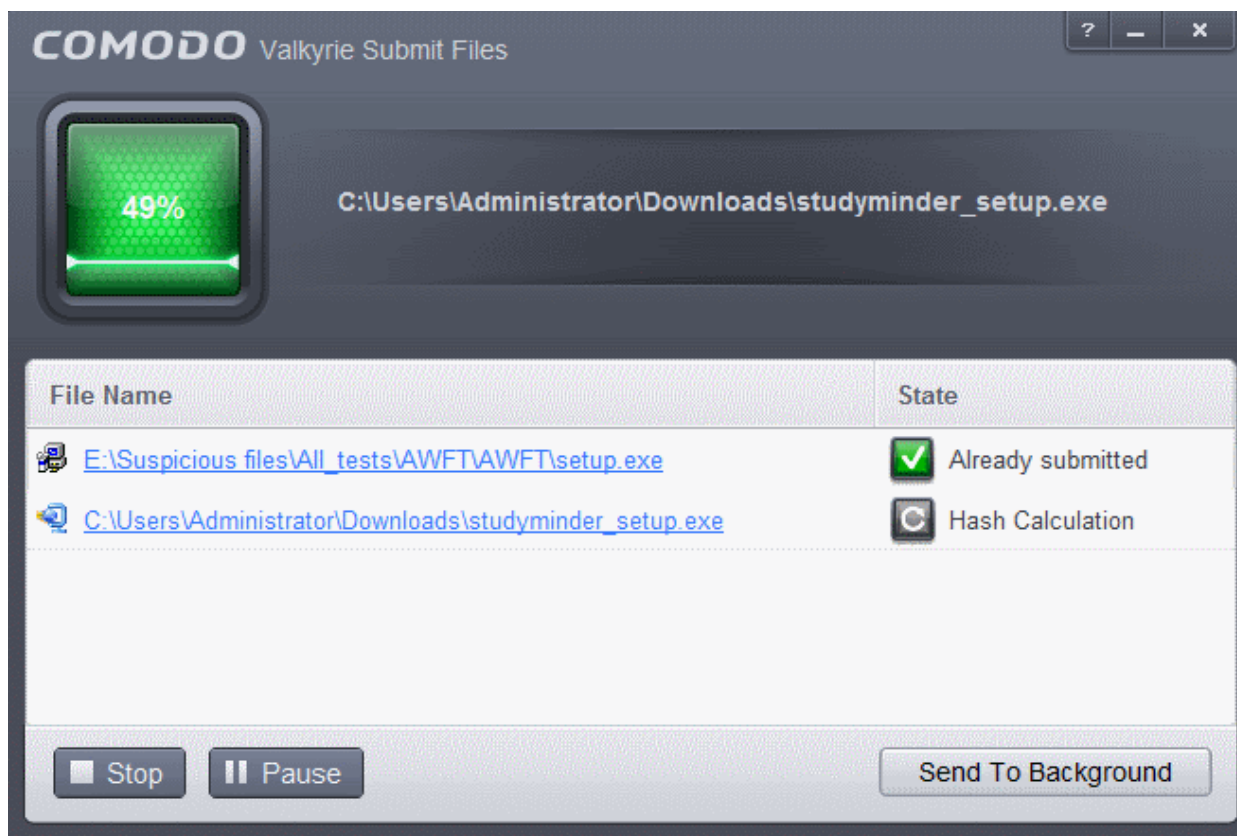 COMODO Valkyrie Submit Files
?
49%
C:\Users\Administrator\Downloads\studyminder_setup.exe
File Name State
E:\Suspicious files\All_tests\AWFT\AWFT\setup.exe Already submitted
C:\Users\Administrator\Downloads\studyminder_setup.exe Hash Calculation
Stop Pause Send To Background